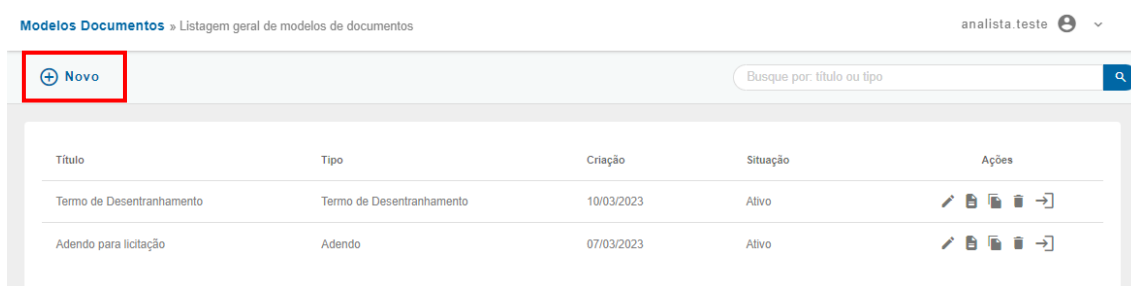 Modelos Documentos » Listagem geral de modelos de documentos
analista.teste
Novo
Busque por: título ou tipo
Título Tipo Criação Situação Ações
Termo de Desentranhamento Termo de Desentranhamento 10/03/2023 Ativo
Adendo para licitação Adendo 07/03/2023 Ativo